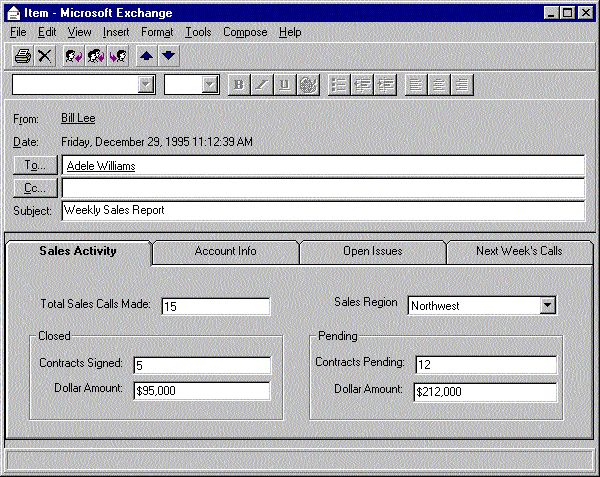 Item - Microsoft Exchange
File Edit View Insert Format Tools Compose Help
B I U
From: Bill Lee
Date: Friday, December 29, 1995 11:12:39 AM
To... Adele Williams
Cc...
Subject: Weekly Sales Report
Sales Activity Account Info Open Issues Next Week's Calls
Total Sales Calls Made: 15 Sales Region Northwest
Closed Pending
Contracts Signed: 5 Contracts Pending: 12
Dollar Amount: $95,000 Dollar Amount: $212,000